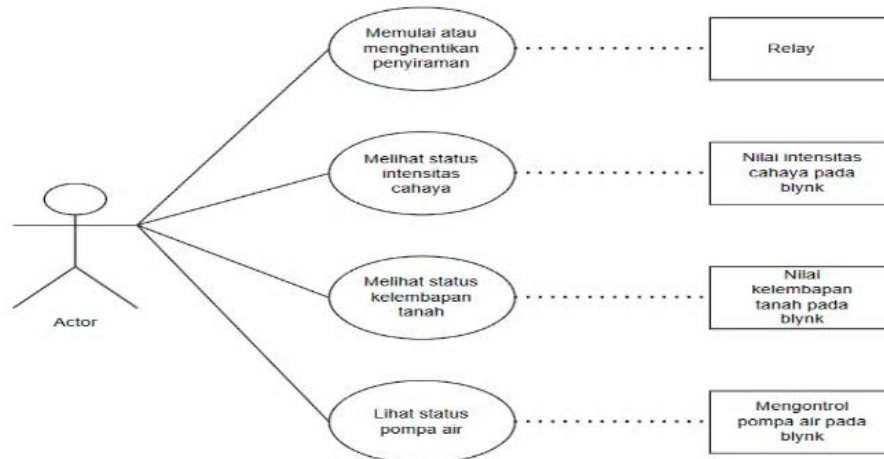 Memulai atau
menghentikan
penyiraman
Relay
Melihat status
intensitas
cahaya
Nilai intensitas
cahaya pada
blynk
Actor
Melihat status
kelembapan
tanah
Nilai
kelembapan
tanah pada
blynk
Lihat status
pompa air
Mengontrol
pompa air pada
blynk